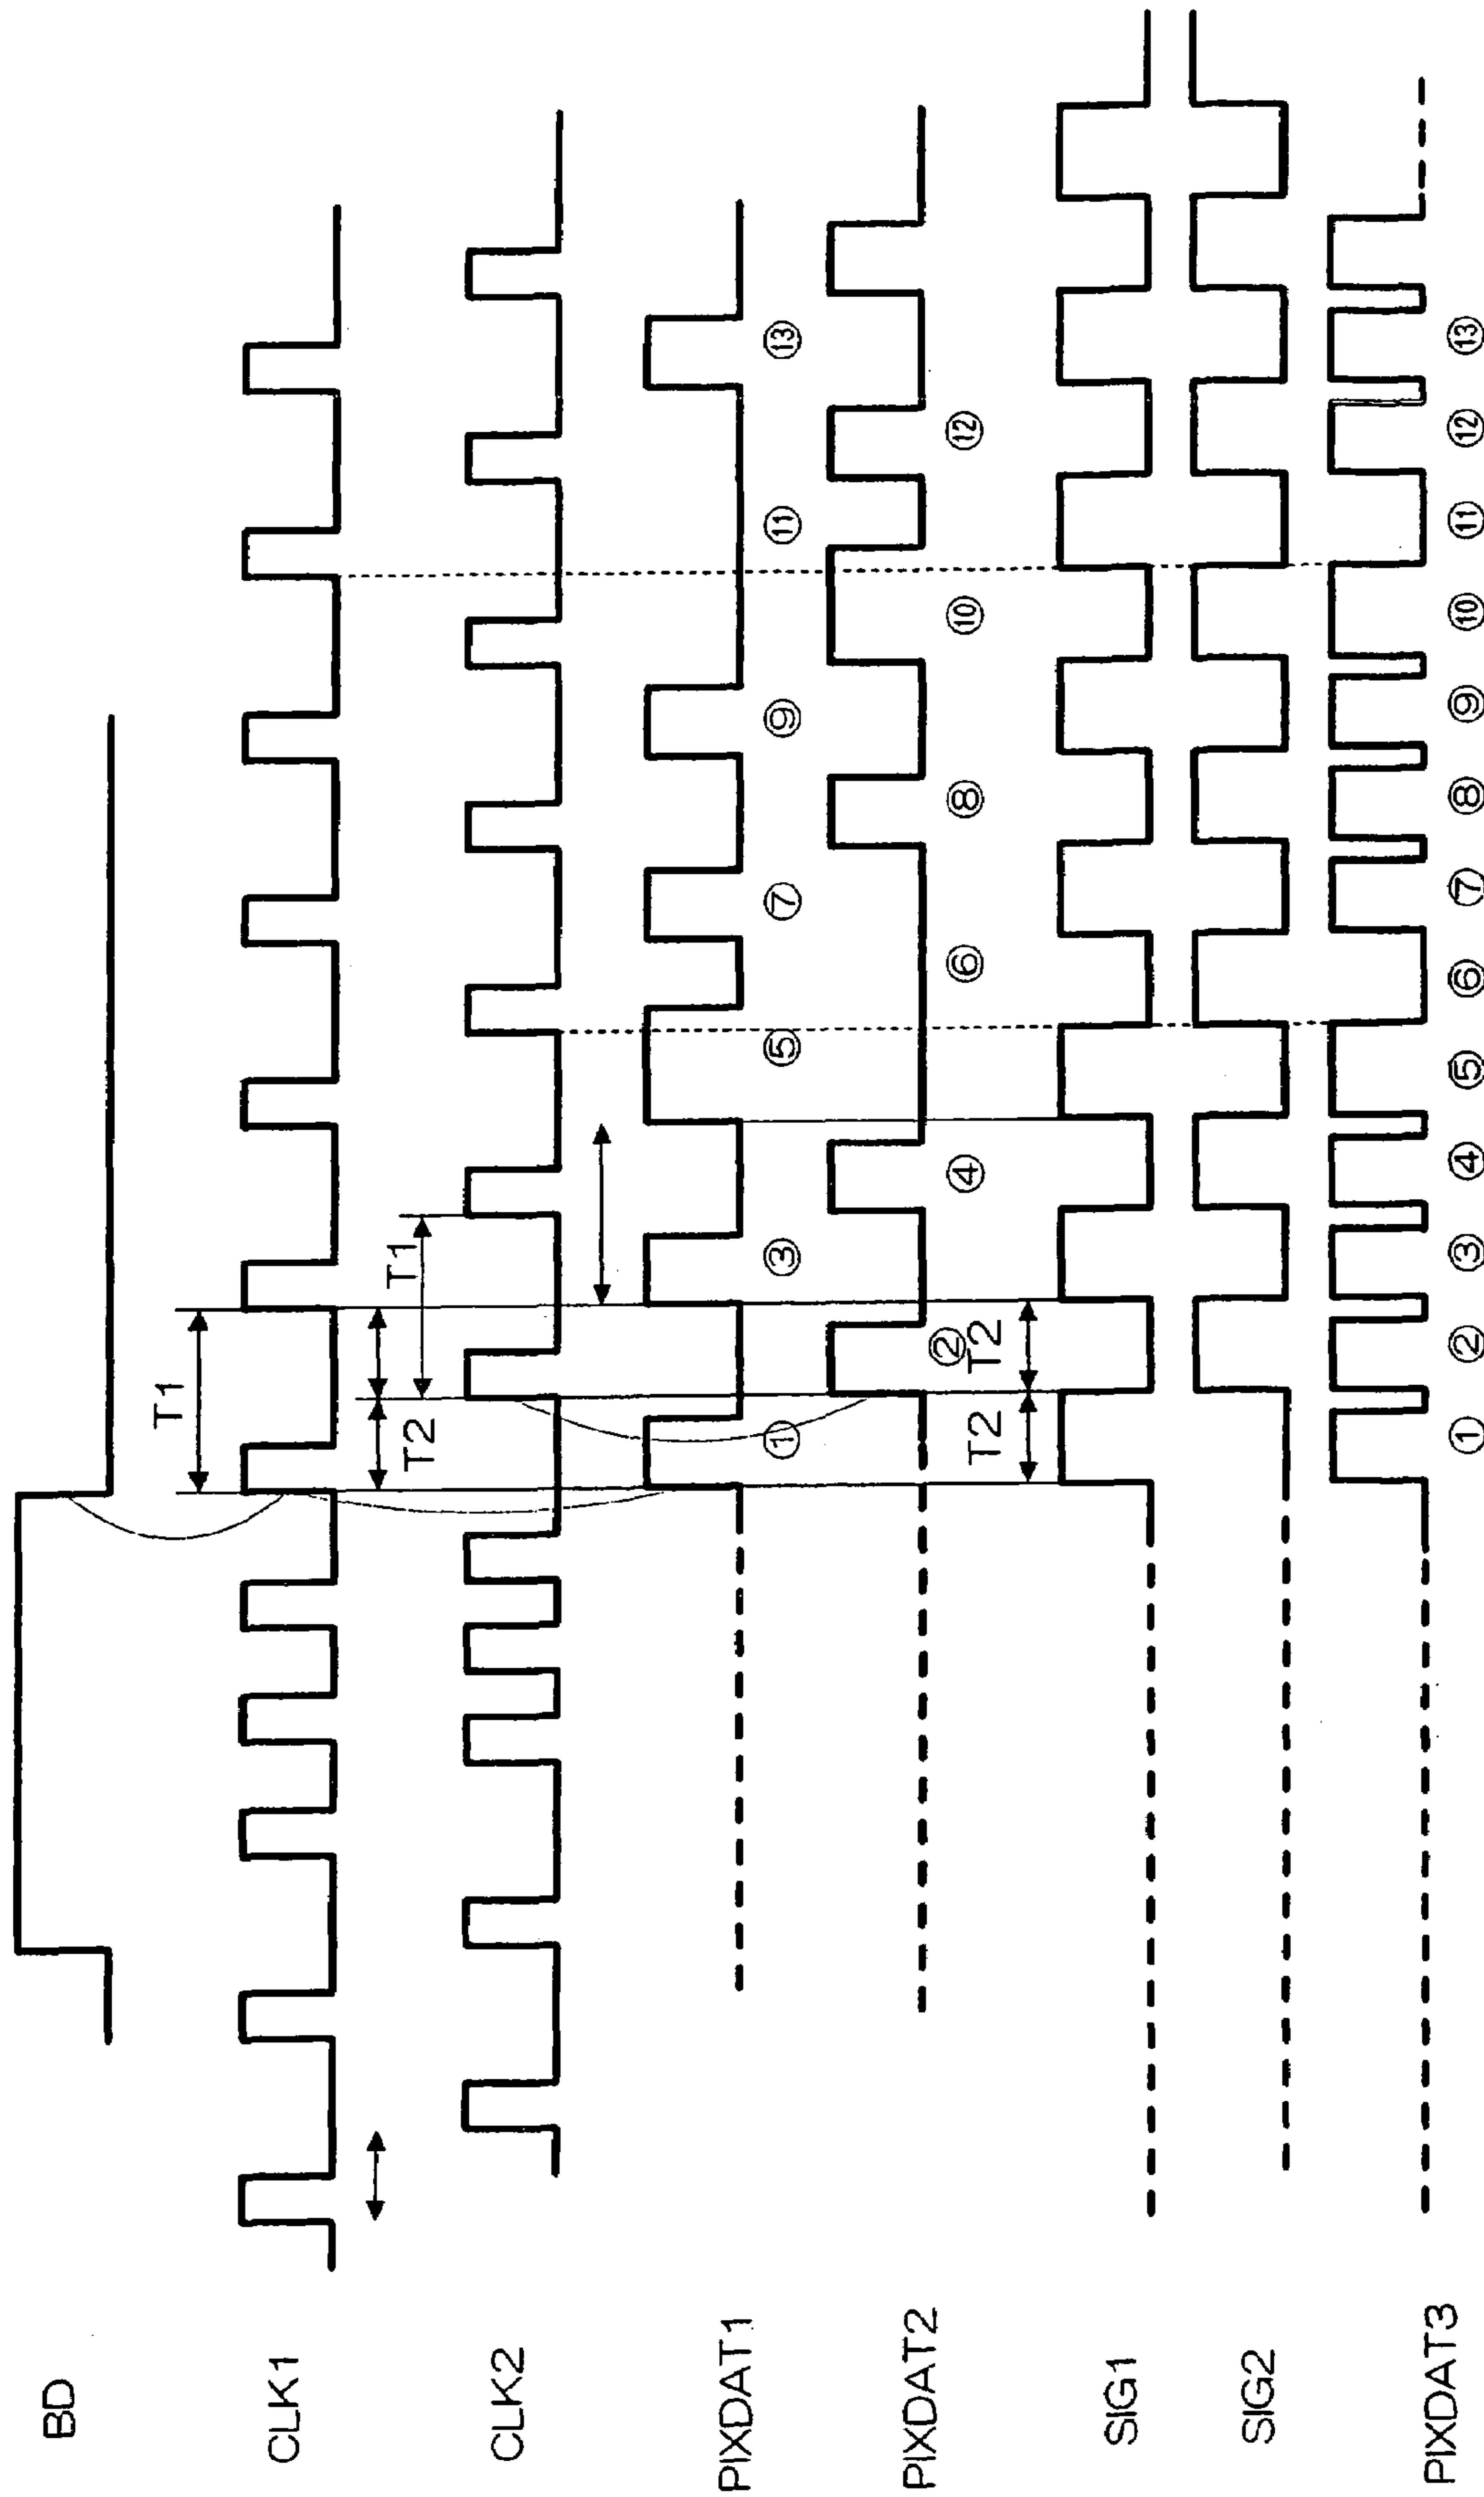 BD
T1
CLK1
T2
T1
CLK2
PIXDAT1
① ③ ⑤ ⑦ ⑨ ⑪ ⑬
PIXDAT2
② ④ ⑥ ⑧ ⑩ ⑫
T2 T2
SIG1
SIG2
PIXDAT3
① ② ③ ④ ⑤ ⑥ ⑦ ⑧ ⑨ ⑩ ⑪ ⑫ ⑬